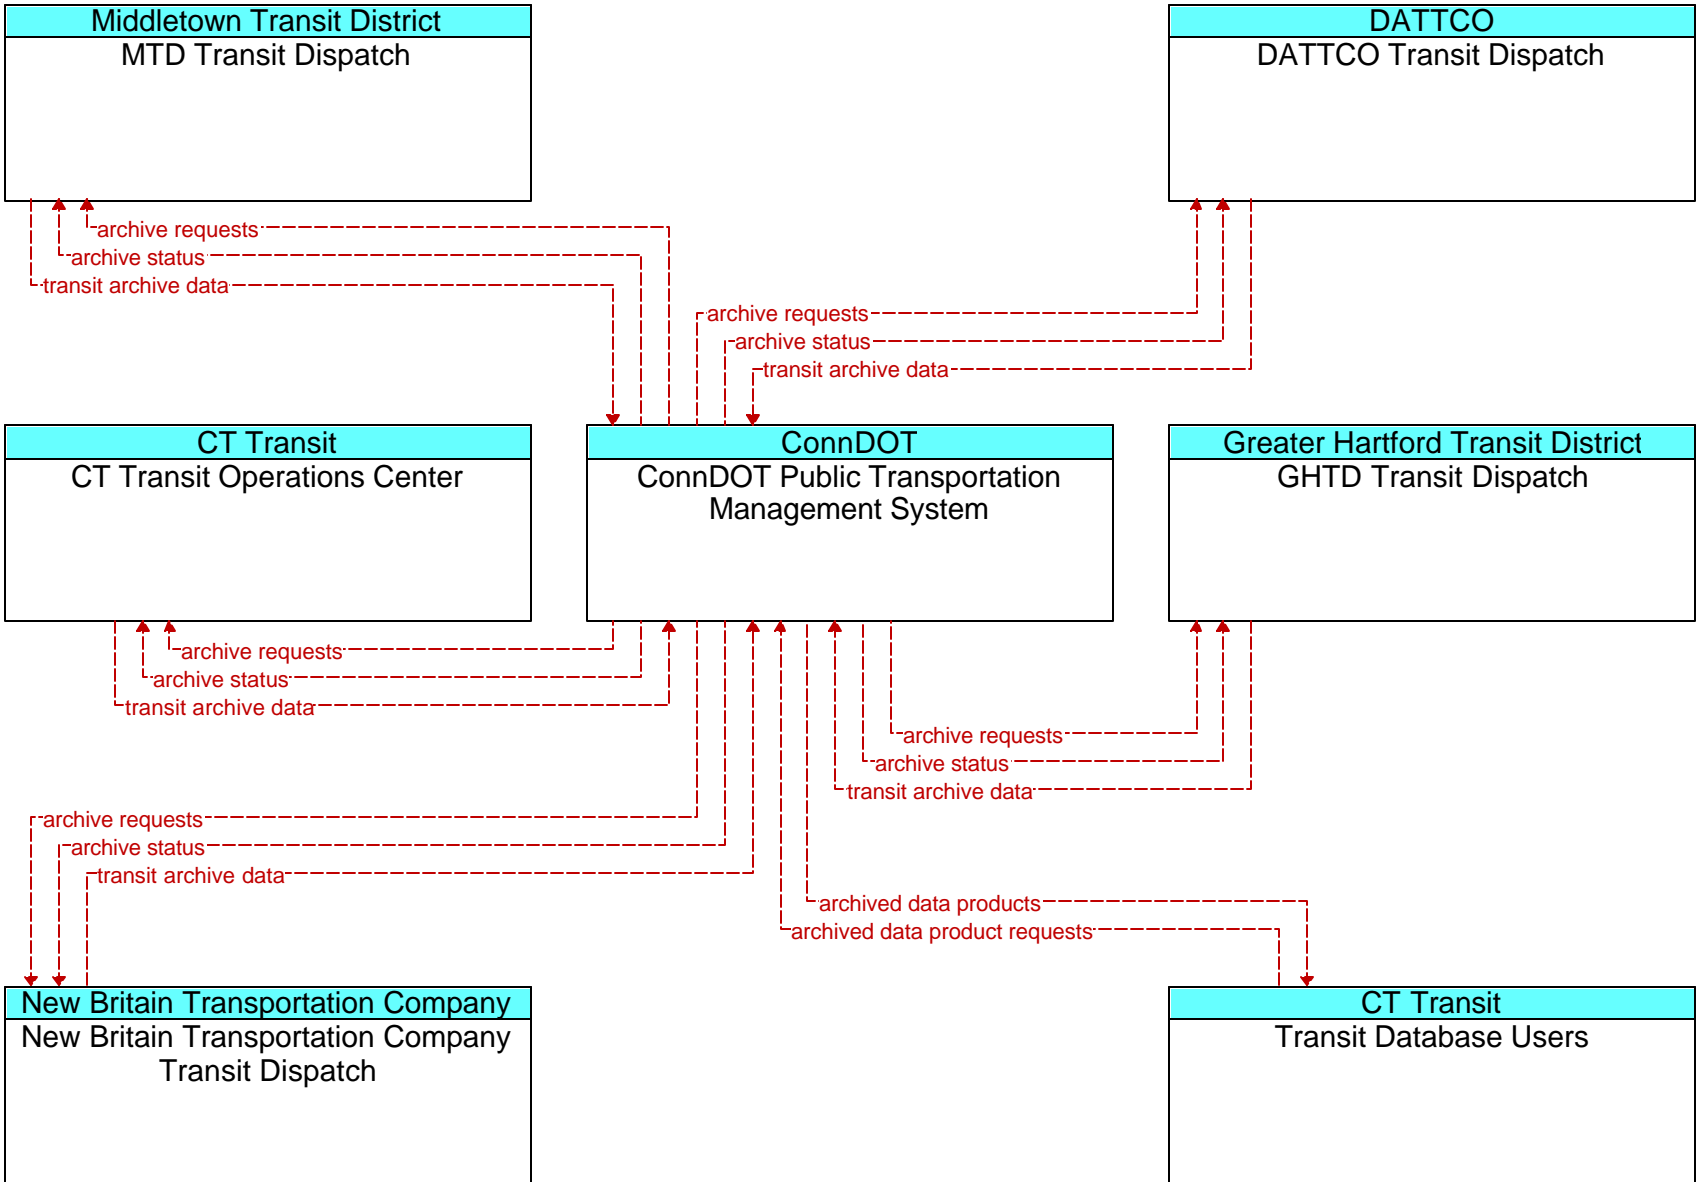 Middletown Transit District
MTD Transit Dispatch
DATTCO
DATTCO Transit Dispatch
archive requests
archive status
transit archive data
archive requests
archive status
transit archive data
CT Transit
CT Transit Operations Center
ConnDOT
ConnDOT Public Transportation
Management System
Greater Hartford Transit District
GHTD Transit Dispatch
archive requests
archive status
transit archive data
archive requests
archive status
transit archive data
archive requests
archive status
transit archive data
archived data products
archived data product requests
New Britain Transportation Company
New Britain Transportation Company
Transit Dispatch
CT Transit
Transit Database Users